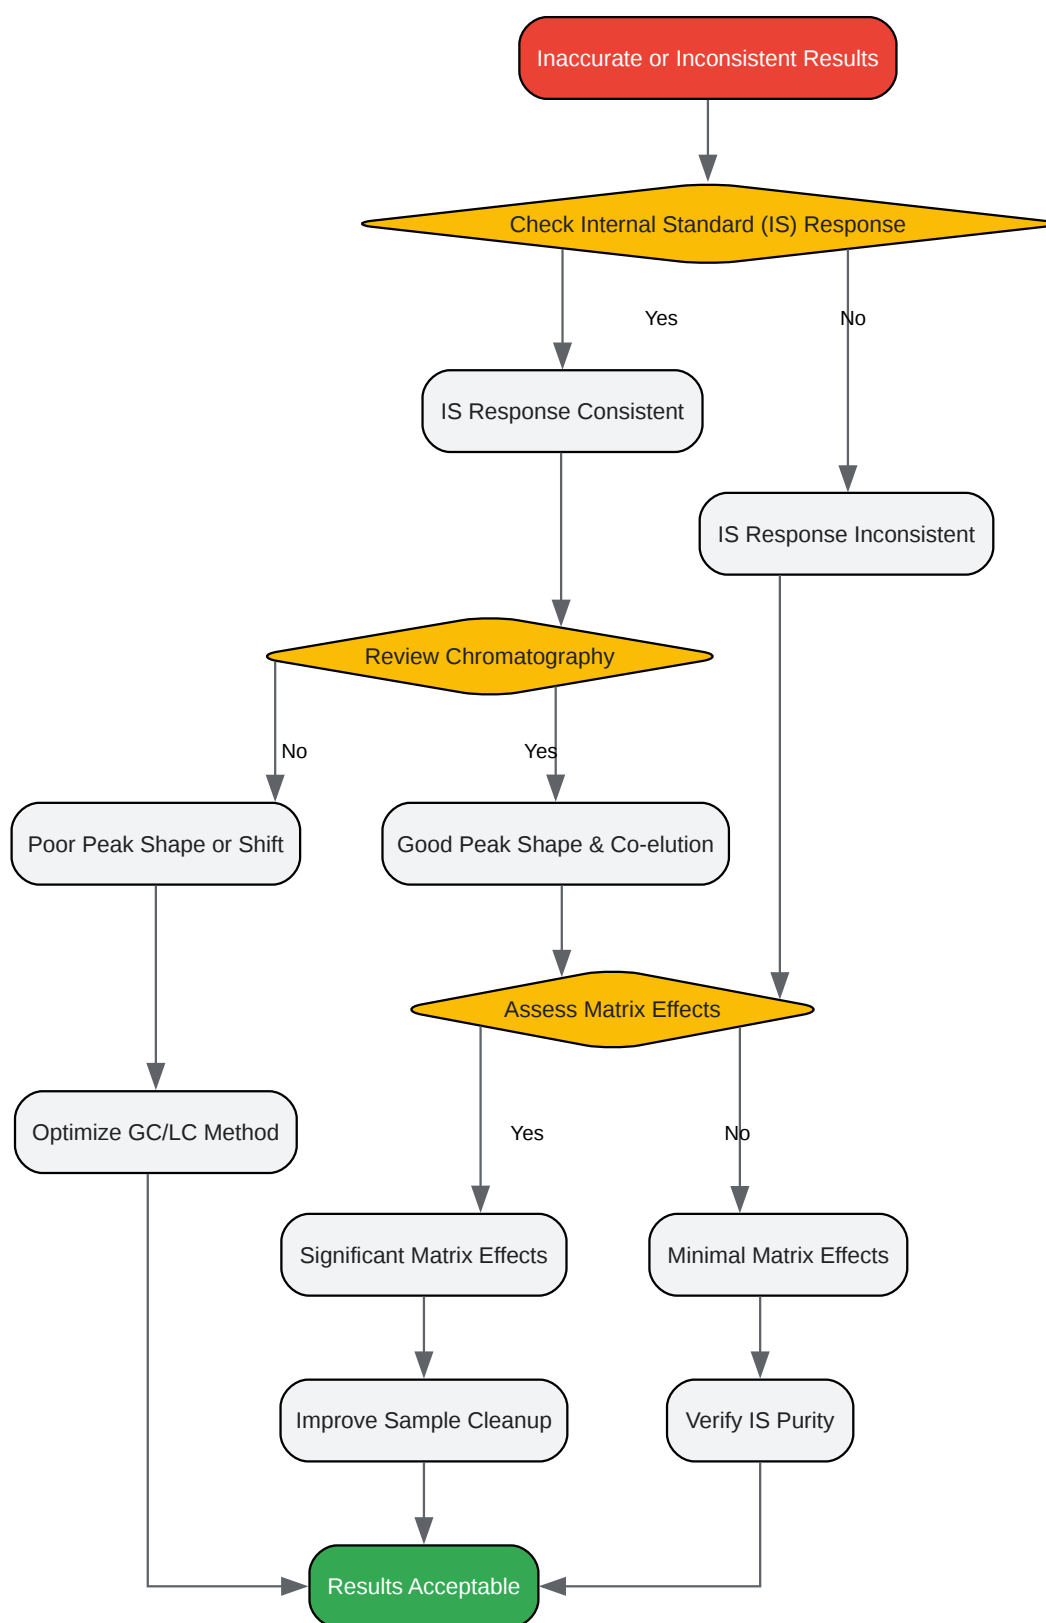 Inaccurate or Inconsistent Results
Check Internal Standard (IS) Response
Yes
No
IS Response Consistent
IS Response Inconsistent
Review Chromatography
No
Yes
Poor Peak Shape or Shift
Good Peak Shape & Co-elution
Assess Matrix Effects
Optimize GC/LC Method
Yes
No
Significant Matrix Effects
Minimal Matrix Effects
Improve Sample Cleanup
Verify IS Purity
Results Acceptable